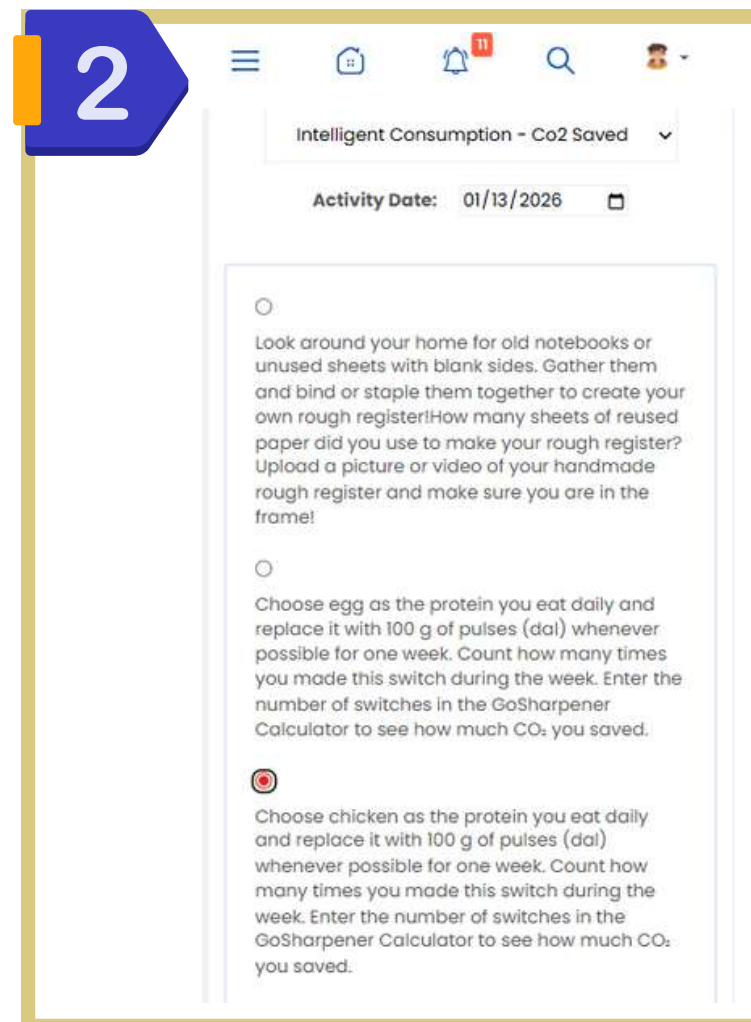 2
11
Intelligent Consumption - Co2 Saved
Activity Date: 01/13/2026
Look around your home for old notebooks or
unused sheets with blank sides. Gather them
and bind or staple them together to create your
own rough register!How many sheets of reused
paper did you use to make your rough register?
Upload a picture or video of your handmade
rough register and make sure you are in the
frame!
Choose egg as the protein you eat daily and
replace it with 100 g of pulses (dal) whenever
possible for one week. Count how many times
you made this switch during the week. Enter the
number of switches in the GoSharpener
Calculator to see how much CO₂ you saved.
Choose chicken as the protein you eat daily
and replace it with 100 g of pulses (dal)
whenever possible for one week. Count how
many times you made this switch during the
week. Enter the number of switches in the
GoSharpener Calculator to see how much CO₂
you saved.